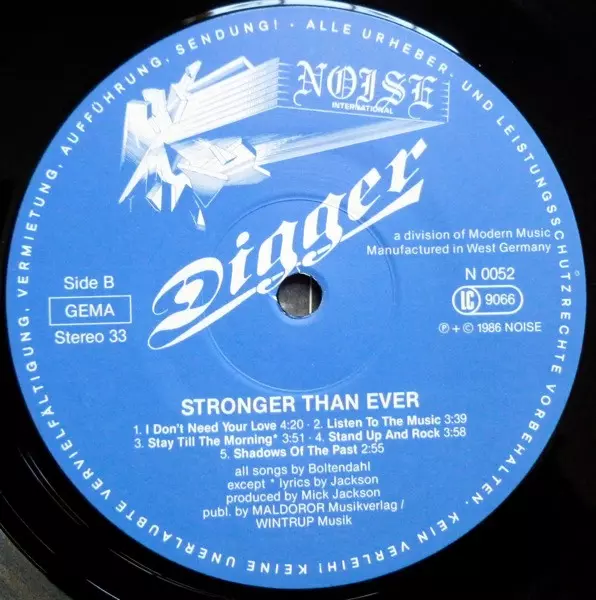 ALLE URHEBER- UND LEISTUNGSSCHUTZRECHTE VORBEHALTEN. KEIN VERLEIH! KEINE UNERLAUBTE VERVIELFÄLTIGUNG, VERMIETUNG, AUFFÜHRUNG, SENDUNG! -
NOISE
INTERNATIONAL
Digger
a division of Modern Music
Manufactured in West Germany
Side B
GEMA
Stereo 33
N 0052
LC 9066
℗ + © 1986 NOISE
STRONGER THAN EVER
1. I Don't Need Your Love 4:20 · 2. Listen To The Music 3:39
3. Stay Till The Morning* 3:51 · 4. Stand Up And Rock 3:58
5. Shadows Of The Past 2:55
all songs by Boltendahl
except * lyrics by Jackson
produced by Mick Jackson
publ. by MALDOROR Musikverlag /
WINTRUP Musik